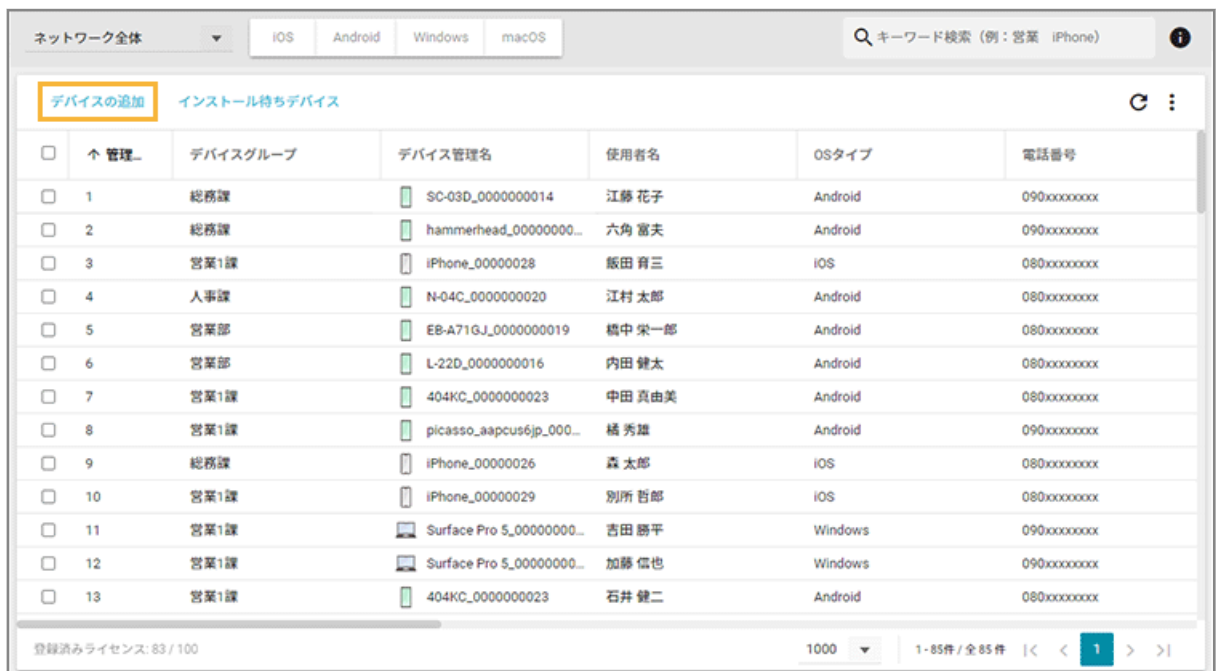 ネットワーク全体 iOS Android Windows macOS キーワード検索（例：営業 iPhone）
デバイスの追加 インストール待ちデバイス
管理... デバイスグループ デバイス管理名 使用者名 OSタイプ 電話番号
1 総務課 SC-03D_0000000014 江藤 花子 Android 090xxxxxxxx
2 総務課 hammerhead_00000000... 六角 富夫 Android 090xxxxxxxx
3 営業1課 iPhone_00000028 飯田 育三 iOS 080xxxxxxxx
4 人事課 N-04C_0000000020 江村 太郎 Android 080xxxxxxxx
5 営業部 EB-A71GJ_0000000019 橋中 栄一郎 Android 080xxxxxxxx
6 営業部 L-22D_0000000016 内田 健太 Android 080xxxxxxxx
7 営業1課 404KC_0000000023 中田 真由美 Android 080xxxxxxxx
8 営業1課 picasso_aapcus6jp_000... 橘 秀雄 Android 090xxxxxxxx
9 総務課 iPhone_00000026 森 太郎 iOS 080xxxxxxxx
10 営業1課 iPhone_00000029 別所 哲郎 iOS 080xxxxxxxx
11 営業1課 Surface Pro 5_00000000... 吉田 勝平 Windows 090xxxxxxxx
12 営業1課 Surface Pro 5_00000000... 加藤 信也 Windows 090xxxxxxxx
13 営業1課 404KC_0000000023 石井 健二 Android 080xxxxxxxx
登録済みライセンス: 83 / 100 1000 1 - 85件 / 全 85 件 1